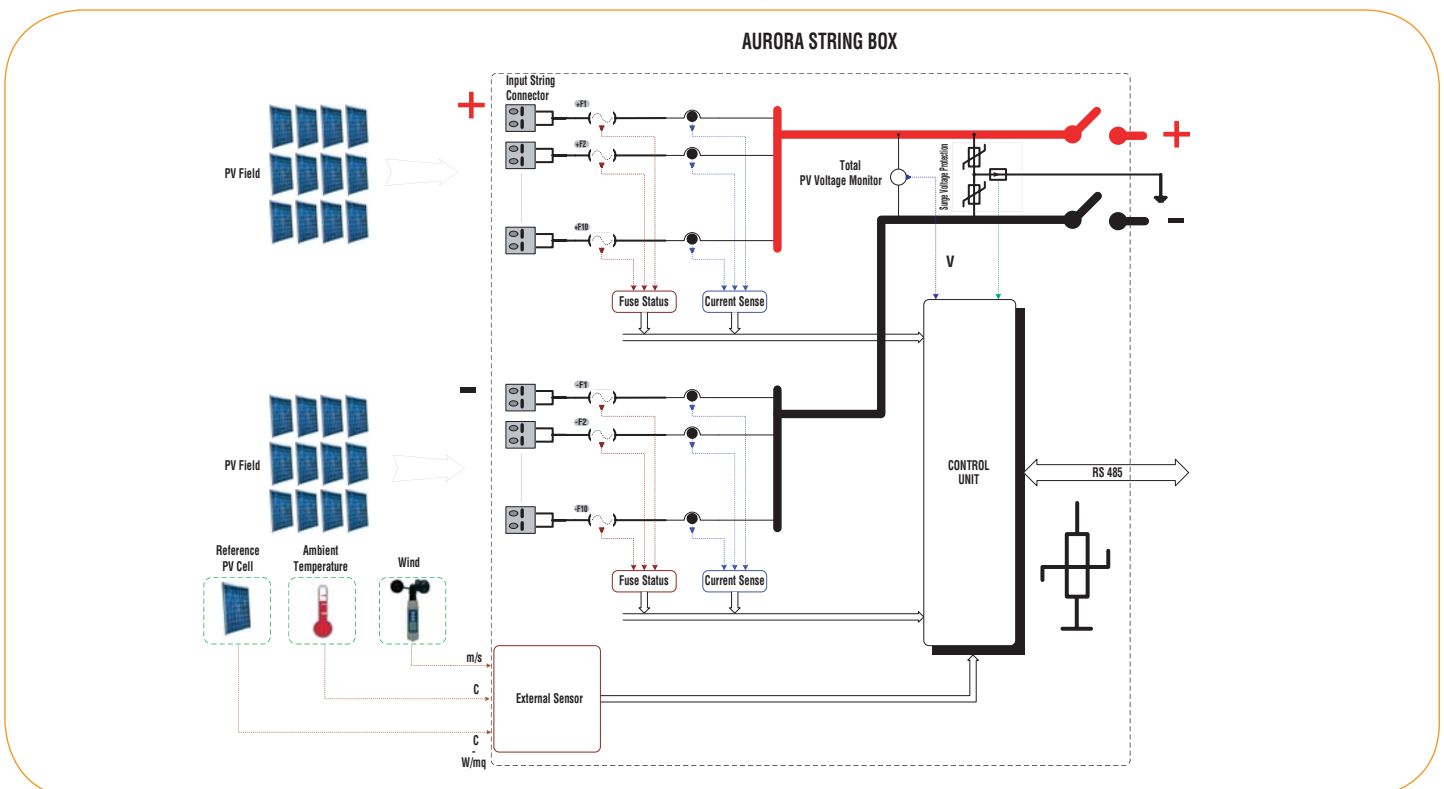 AURORA STRING BOX
Input String
Connector
+
+F1
+F2
+F10
PV Field
Total
PV Voltage Monitor
Surge Voltage Protection
+
-
V
Fuse Status
Current Sense
-
-F1
-F2
-F10
PV Field
CONTROL
UNIT
RS 485
Fuse Status
Current Sense
Reference
PV Cell
Ambient
Temperature
Wind
m/s
C
C
-
W/mq
External Sensor